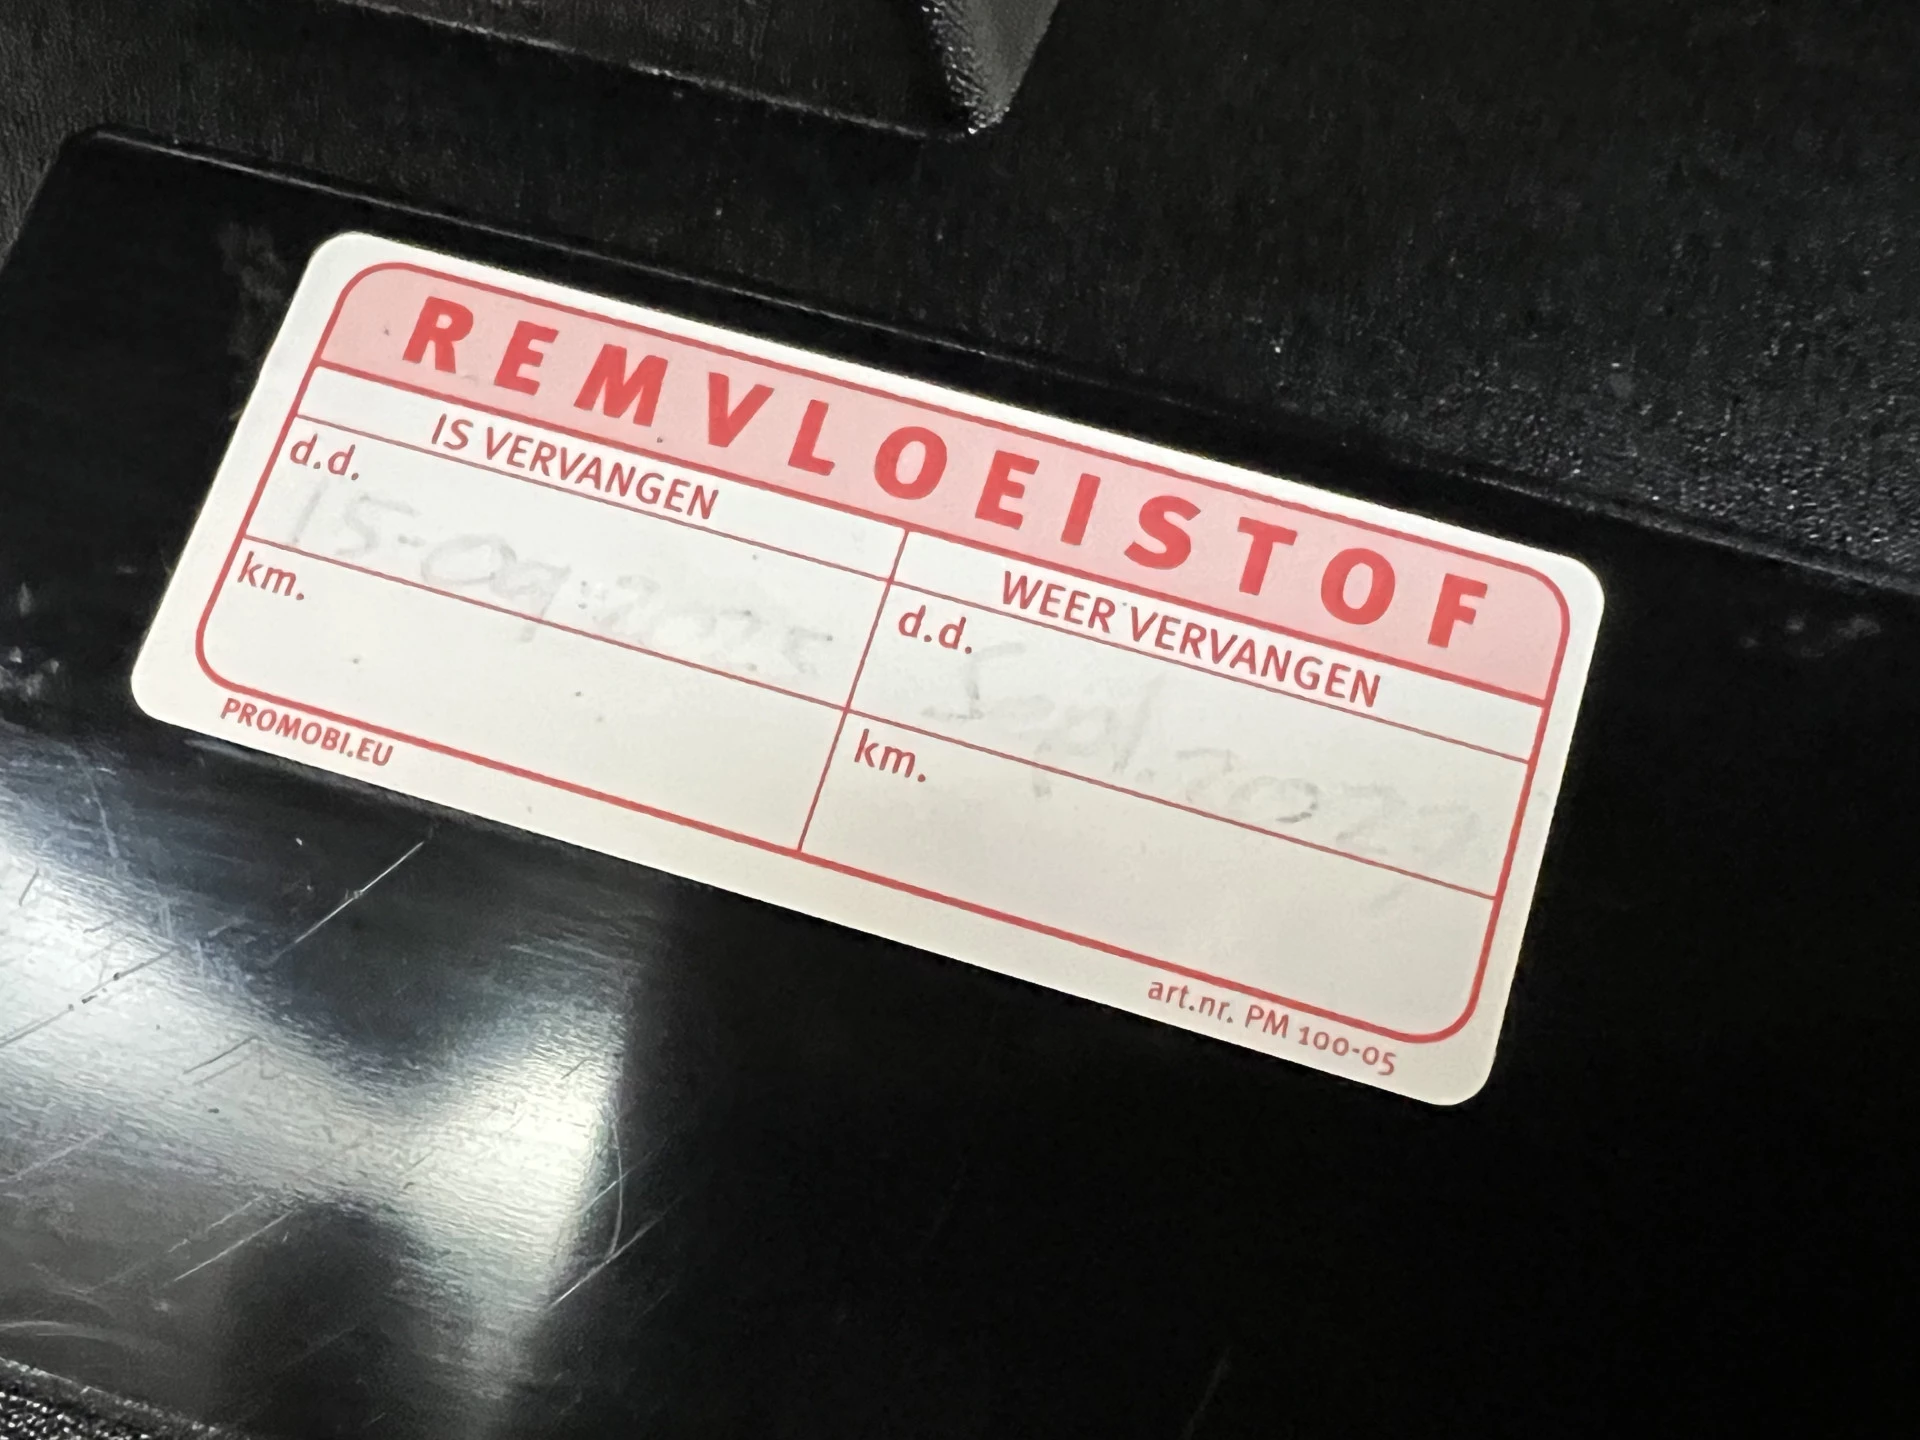 REMVLOEISTOF
IS VERVANGEN
d.d. 15-09-2025
km.
WEER VERVANGEN
d.d. Sept. 2027
km.
PROMOBI.EU
art.nr. PM 100-05